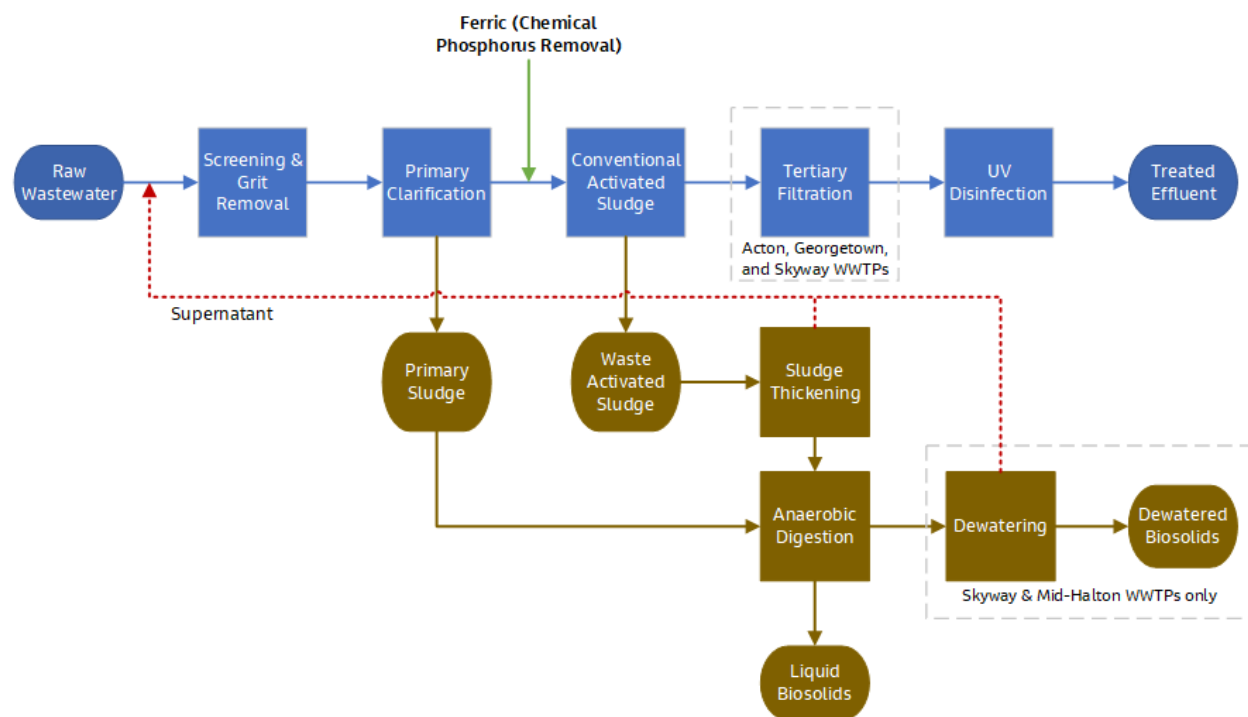 Ferric (Chemical
Phosphorus Removal)
Raw
Wastewater
Screening &
Grit
Removal
Primary
Clarification
Conventional
Activated
Sludge
Tertiary
Filtration
UV
Disinfection
Treated
Effluent
Acton, Georgetown,
and Skyway WWTPs
Supernatant
Primary
Sludge
Waste
Activated
Sludge
Sludge
Thickening
Anaerobic
Digestion
Dewatering
Dewatered
Biosolids
Skyway & Mid-Halton WWTPs only
Liquid
Biosolids